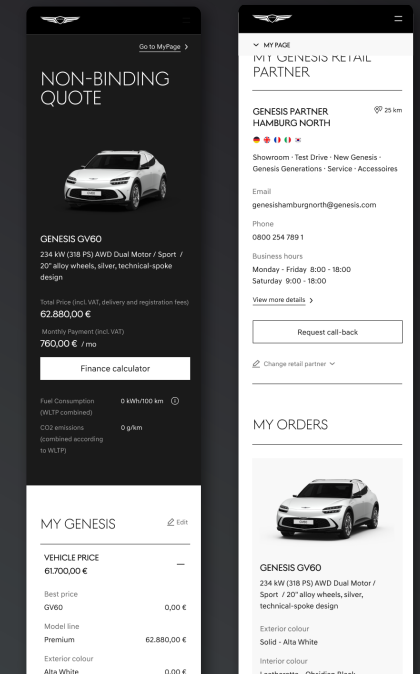 Go to MyPage
NON-BINDING
QUOTE
GENESIS GV60
234 kW (318 PS) AWD Dual Motor / Sport /
20" alloy wheels, silver, technical-spoke
design
Total Price (incl. VAT, delivery and registration fees)
62.880,00 €
Monthly Payment (incl. VAT)
760,00 € / mo
Finance calculator
Fuel Consumption
(WLTP combined)
0 kWh/100 km
CO2 emissions
(combined according
to WLTP)
0 g/km
MY GENESIS
Edit
VEHICLE PRICE
61.700,00 €
Best price
GV60 0,00 €
Model line
Premium 62.880,00 €
Exterior colour
Alta White 0,00 €
MY PAGE
MY GENESIS RETAIL
PARTNER
GENESIS PARTNER
HAMBURG NORTH
25 km
Showroom · Test Drive · New Genesis ·
Genesis Generations · Service · Accessoires
Email
genesishamburgnorth@genesis.com
Phone
0800 254 789 1
Business hours
Monday - Friday 8:00 - 18:00
Saturday 9:00 - 18:00
View more details
Request call-back
Change retail partner
MY ORDERS
GENESIS GV60
234 kW (318 PS) AWD Dual Motor /
Sport / 20" alloy wheels, silver,
technical-spoke design
Exterior colour
Solid - Alta White
Interior colour
Leatherette - Obsidian Black